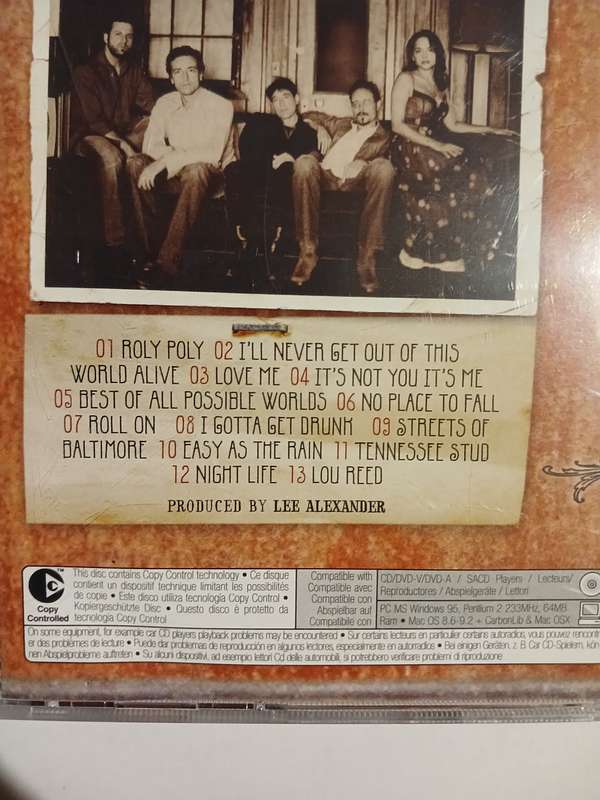 01 ROLY POLY 02 I'LL NEVER GET OUT OF THIS
WORLD ALIVE 03 LOVE ME 04 IT'S NOT YOU IT'S ME
05 BEST OF ALL POSSIBLE WORLDS 06 NO PLACE TO FALL
07 ROLL ON 08 I GOTTA GET DRUNK 09 STREETS OF
BALTIMORE 10 EASY AS THE RAIN 11 TENNESSEE STUD
12 NIGHT LIFE 13 LOU REED
PRODUCED BY LEE ALEXANDER
TM
Copy
Controlled
This disc contains Copy Control technology • Ce disque
contient un dispositif technique limitant les possibilités
de copie • Este disco utiliza tecnologia Copy Control •
Kopiergeschützte Disc • Questo disco è protetto da
tecnologia Copy Control
Compatible with
Compatible avec
Compatible con
Abspielbar auf
Compatibile con
CD/DVD-V/DVD-A / SACD Players / Lecteurs/
Reproductores / Abspielgeräte / Lettori
PC MS Windows 95, Pentium 2 233MHz, 64MB
Ram • Mac OS 8.6-9.2 + CarbonLib & Mac OSX
On some equipment, for example car CD players playback problems may be encountered • Sur certains lecteurs en particulier certains autoradios, vous pouvez rencont
er des problèmes de lecture • Puede dar problemas de reproducción en algunos lectores, especialmente en autorradios • Bei einigen Geräten, z. B Car CD-Spielern, kön
nen Abspielprobleme auftreten • Su alcuni dispositivi, ad esempio lettori Cd delle automobili, si potrebbero verificare problemi di riproduzione